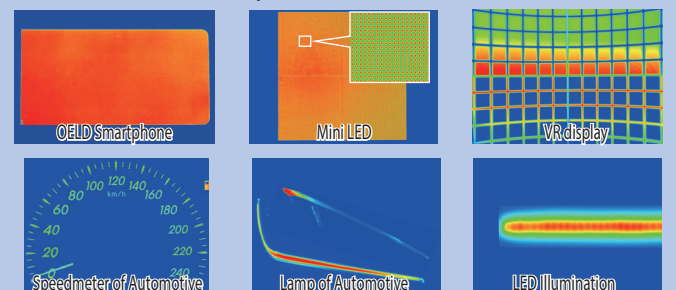 OELD Smartphone
Mini LED
VR display
0
20
40
60
80
100
120
140
160
180
200
220
240
km/h
Speedmeter of Automotive
Lamp of Automotive
LED Illumination